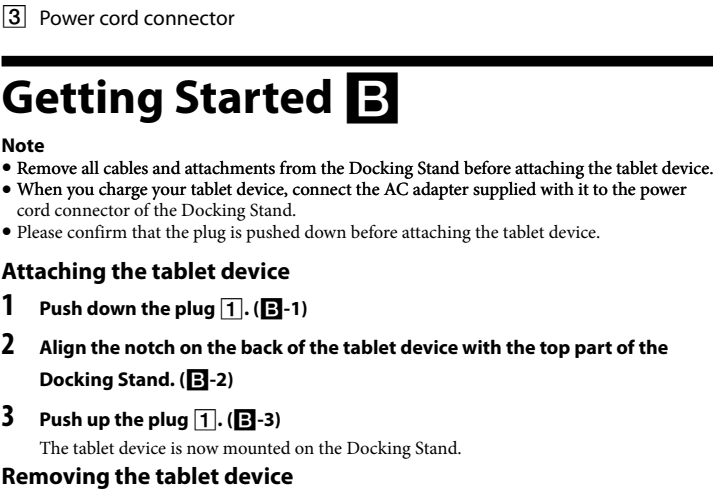 3 Power cord connector
Getting Started B
Note
• Remove all cables and attachments from the Docking Stand before attaching the tablet device.
• When you charge your tablet device, connect the AC adapter supplied with it to the power
cord connector of the Docking Stand.
• Please confirm that the plug is pushed down before attaching the tablet device.
Attaching the tablet device
1 Push down the plug 1. (B-1)
2 Align the notch on the back of the tablet device with the top part of the
Docking Stand. (B-2)
3 Push up the plug 1. (B-3)
The tablet device is now mounted on the Docking Stand.
Removing the tablet device